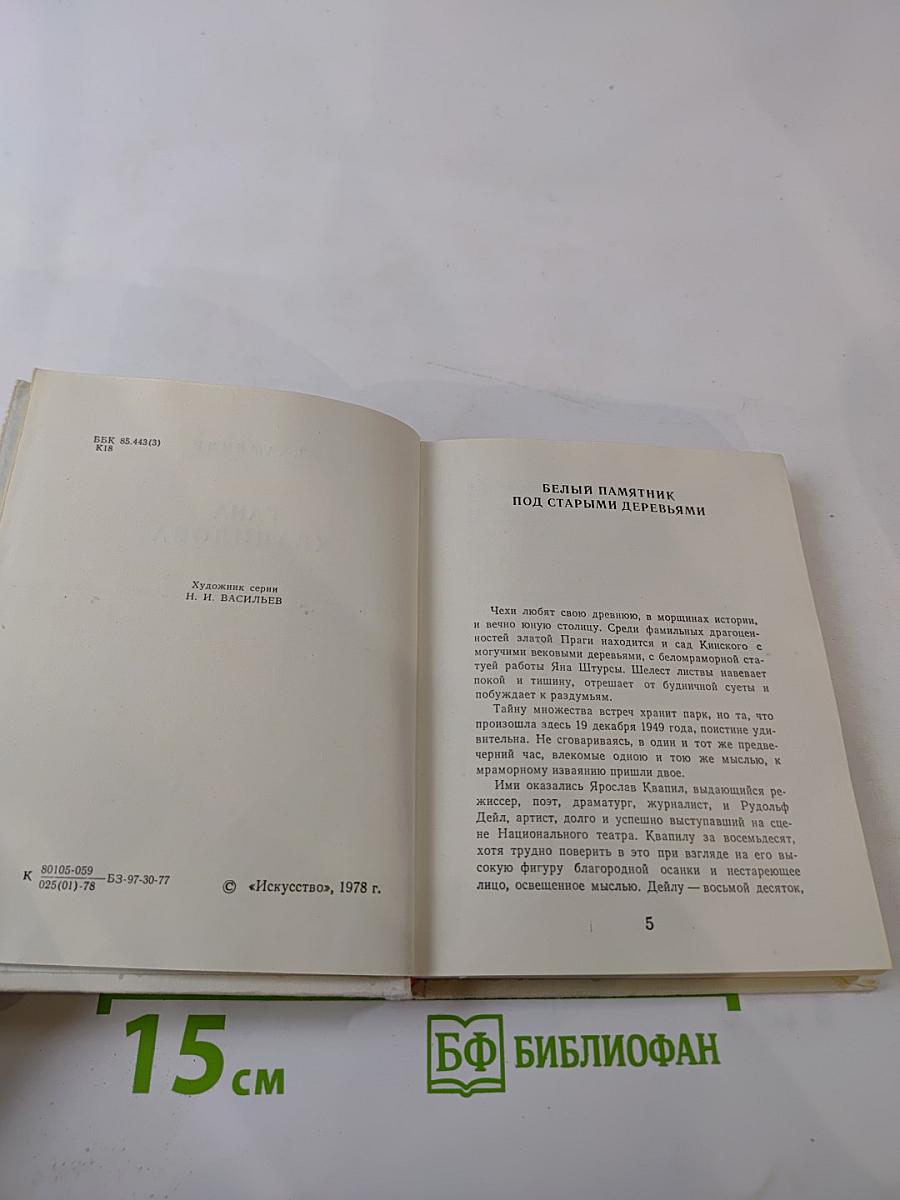 ББК 85.443(3)
К18
Художник серии
Н. И. ВАСИЛЬЕВ
К 80105-059
025(01)-78 —БЗ-97-30-77
© «Искусство», 1978 г.
БЕЛЫЙ ПАМЯТНИК
ПОД СТАРЫМИ ДЕРЕВЬЯМИ
Чехи любят свою древнюю, в морщинах истории,
и вечно юную столицу. Среди фамильных драгоцен-
ностей златой Праги находится и сад Кинского с
могучими вековыми деревьями, с беломраморной ста-
туей работы Яна Штурсы. Шелест листвы навевает
покой и тишину, отрешает от будничной суеты и
побуждает к раздумьям.
Тайну множества встреч хранит парк, но та, что
произошла здесь 19 декабря 1949 года, поистине уди-
вительна. Не сговариваясь, в один и тот же предве-
черний час, влекомые одною и тою же мыслью, к
мраморному изваянию пришли двое.
Ими оказались Ярослав Квапил, выдающийся ре-
жиссер, поэт, драматург, журналист, и Рудольф
Дейл, артист, долго и успешно выступавший на сце-
не Национального театра. Квапилу за восемьдесят,
хотя трудно поверить в это при взгляде на его вы-
сокую фигуру благородной осанки и нестареющее
лицо, освещенное мыслью. Дейлу — восьмой десяток,
5
15 см
БФ БИБЛИОФАН